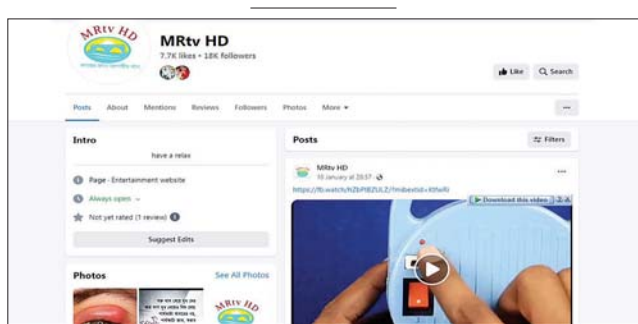 MRtv HD
MRtv HD
7.7K likes • 18K followers
Like
Search
Posts
About
Mentions
Reviews
Followers
Photos
More
Intro
have a relax
Page · Entertainment website
Always open
Not yet rated (1 review)
Suggest Edits
Photos
See All Photos
MRtv HD
Posts
Filters
MRtv HD
15 January at 20:57
Download this video